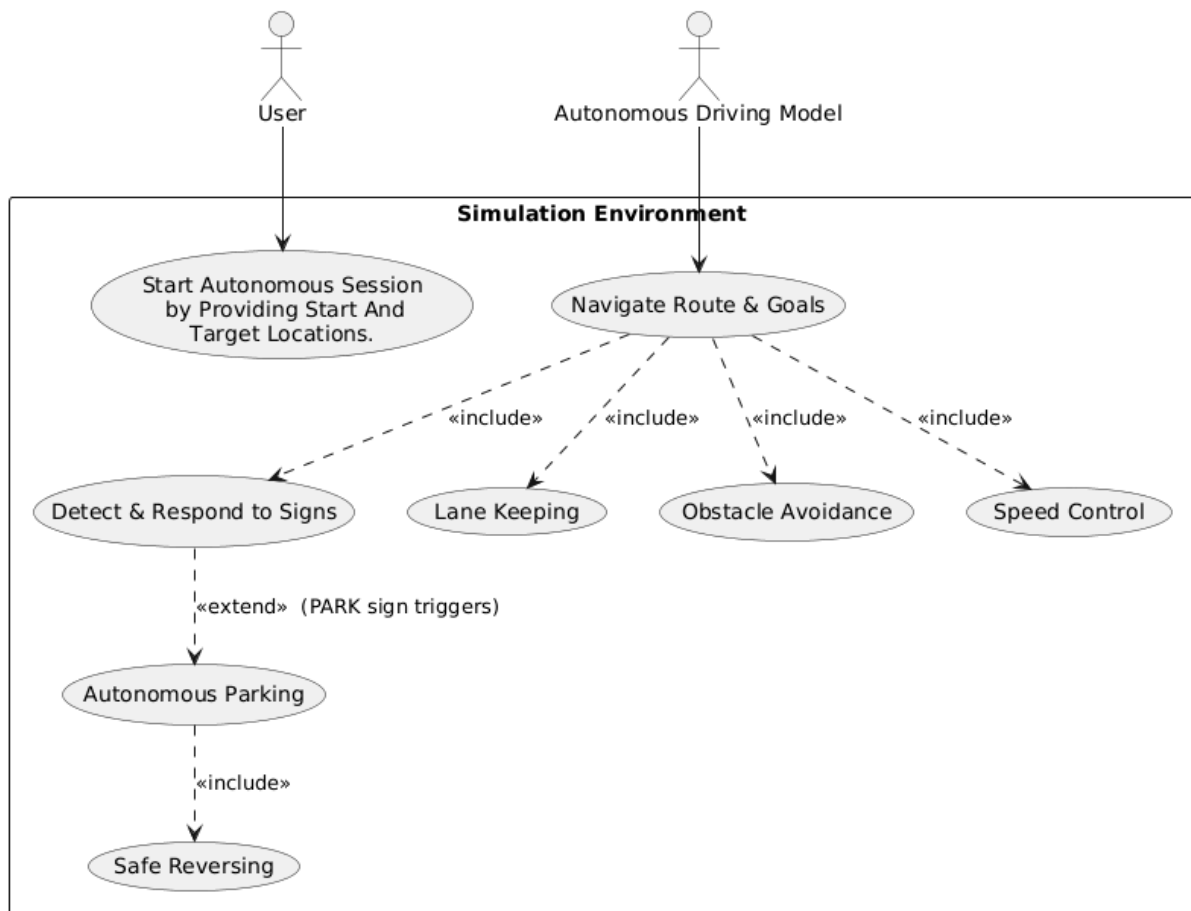 User
Autonomous Driving Model
Simulation Environment
Start Autonomous Session
by Providing Start And
Target Locations.
Navigate Route & Goals
«include»
«include»
«include»
«include»
Detect & Respond to Signs
Lane Keeping
Obstacle Avoidance
Speed Control
«extend» (PARK sign triggers)
Autonomous Parking
«include»
Safe Reversing